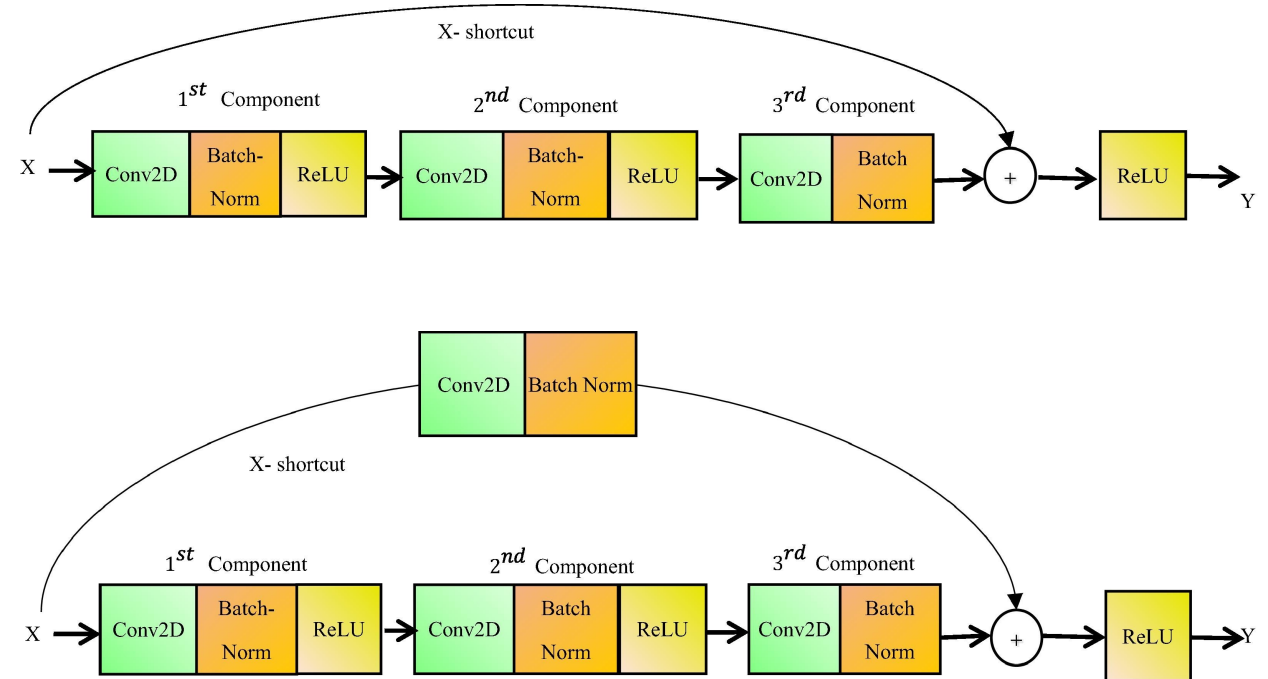 X- shortcut
1st Component
2nd Component
3rd Component
X
Conv2D
Batch-
Norm
ReLU
Conv2D
Batch-
Norm
ReLU
Conv2D
Batch
Norm
+
ReLU
Y
Conv2D
Batch Norm
X- shortcut
1st Component
2nd Component
3rd Component
X
Conv2D
Batch-
Norm
ReLU
Conv2D
Batch
Norm
ReLU
Conv2D
Batch
Norm
+
ReLU
Y